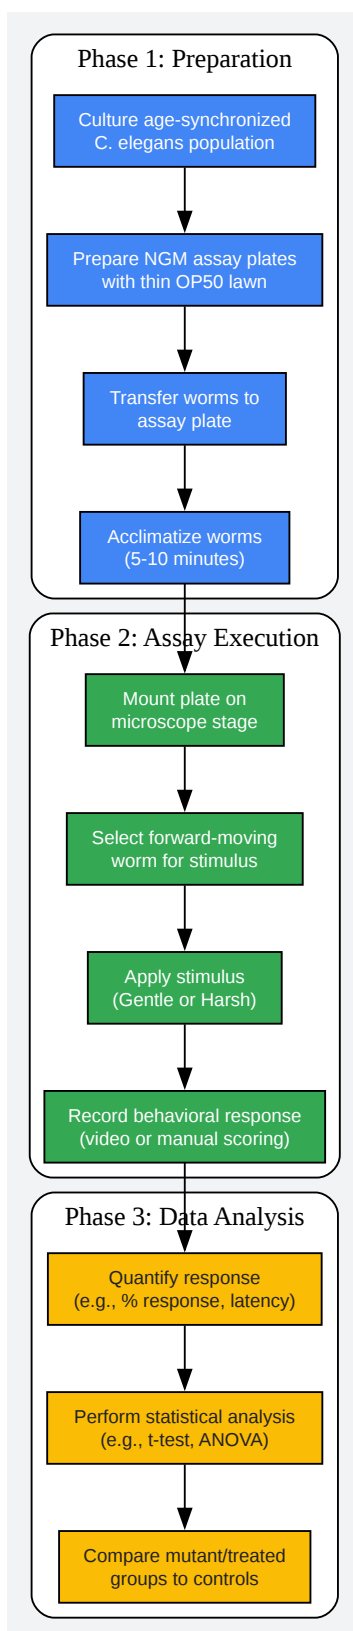 Phase 1: Preparation
Culture age-synchronized
C. elegans population
Prepare NGM assay plates
with thin OP50 lawn
Transfer worms to
assay plate
Acclimatize worms
(5-10 minutes)
Phase 2: Assay Execution
Mount plate on
microscope stage
Select forward-moving
worm for stimulus
Apply stimulus
(Gentle or Harsh)
Record behavioral response
(video or manual scoring)
Phase 3: Data Analysis
Quantify response
(e.g., % response, latency)
Perform statistical analysis
(e.g., t-test, ANOVA)
Compare mutant/treated
groups to controls